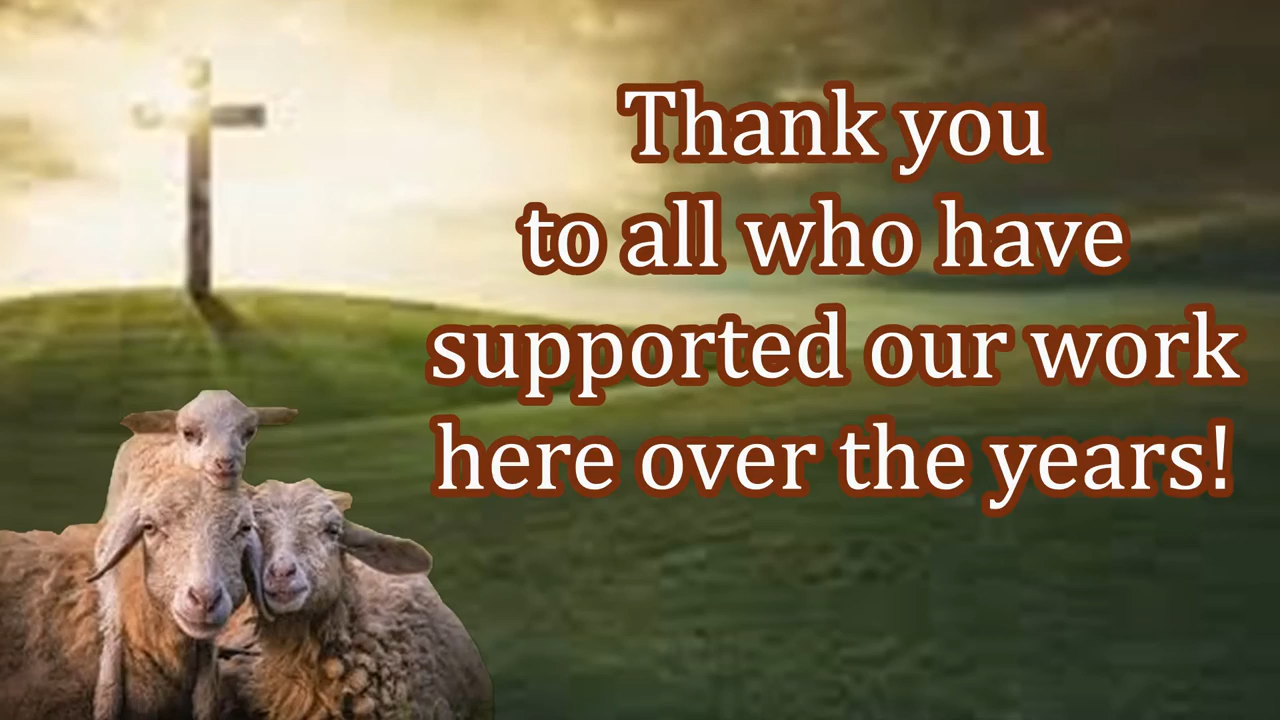 Thank you
to all who have
supported our work
here over the years!